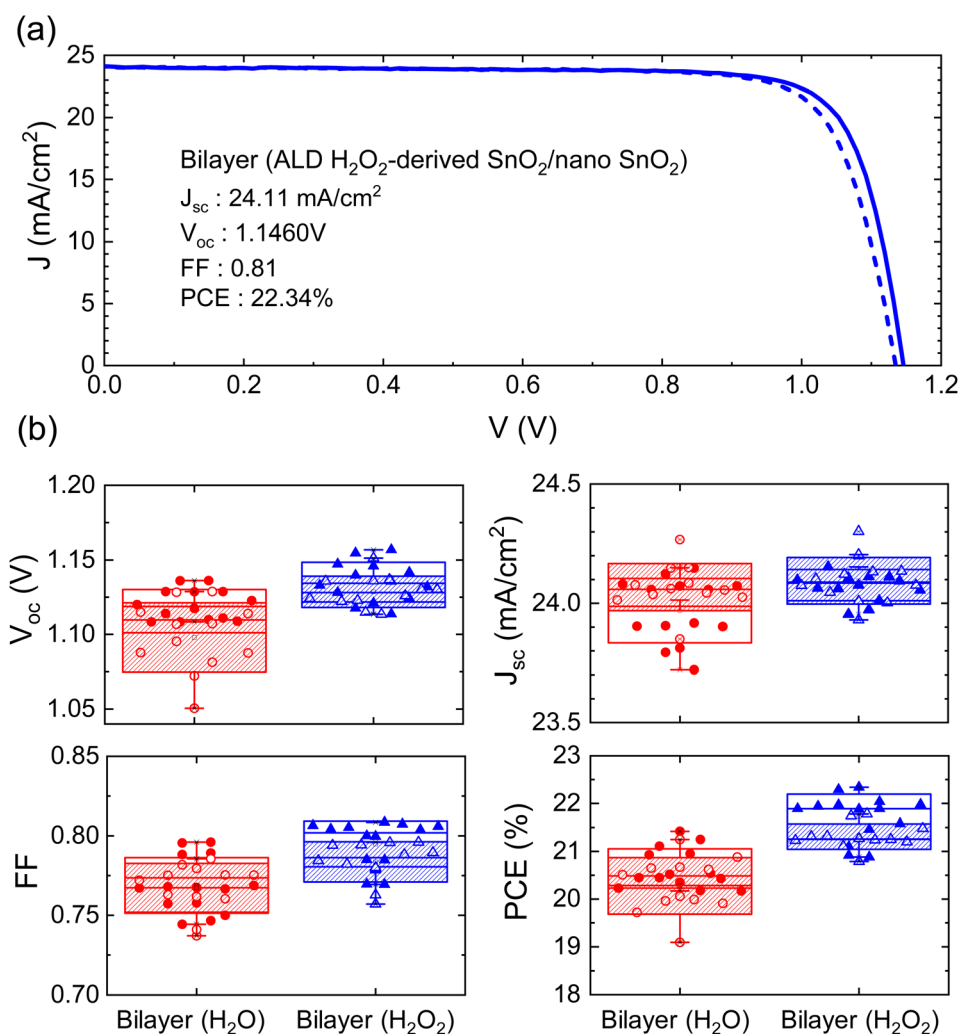 (a)
25
20
15
10
5
0
J (mA/cm²)
Bilayer (ALD H₂O₂-derived SnO₂/nano SnO₂)
Jsc : 24.11 mA/cm²
Voc : 1.1460V
FF : 0.81
PCE : 22.34%
0.0 0.2 0.4 0.6 0.8 1.0 1.2
V (V)
(b)
1.20
1.15
1.10
1.05
Voc (V)
24.5
24.0
23.5
Jsc (mA/cm²)
0.85
0.80
0.75
0.70
FF
Bilayer (H₂O) Bilayer (H₂O₂)
23
22
21
20
19
18
PCE (%)
Bilayer (H₂O) Bilayer (H₂O₂)